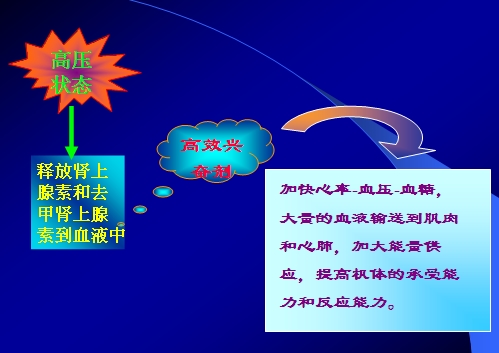 高压
状态
释放肾上
腺素和去
甲肾上腺
素到血液中
高效兴
奋剂
加快心率-血压-血糖，
大量的血液输送到肌肉
和心肺，加大能量供
应，提高机体的承受能
力和反应能力。